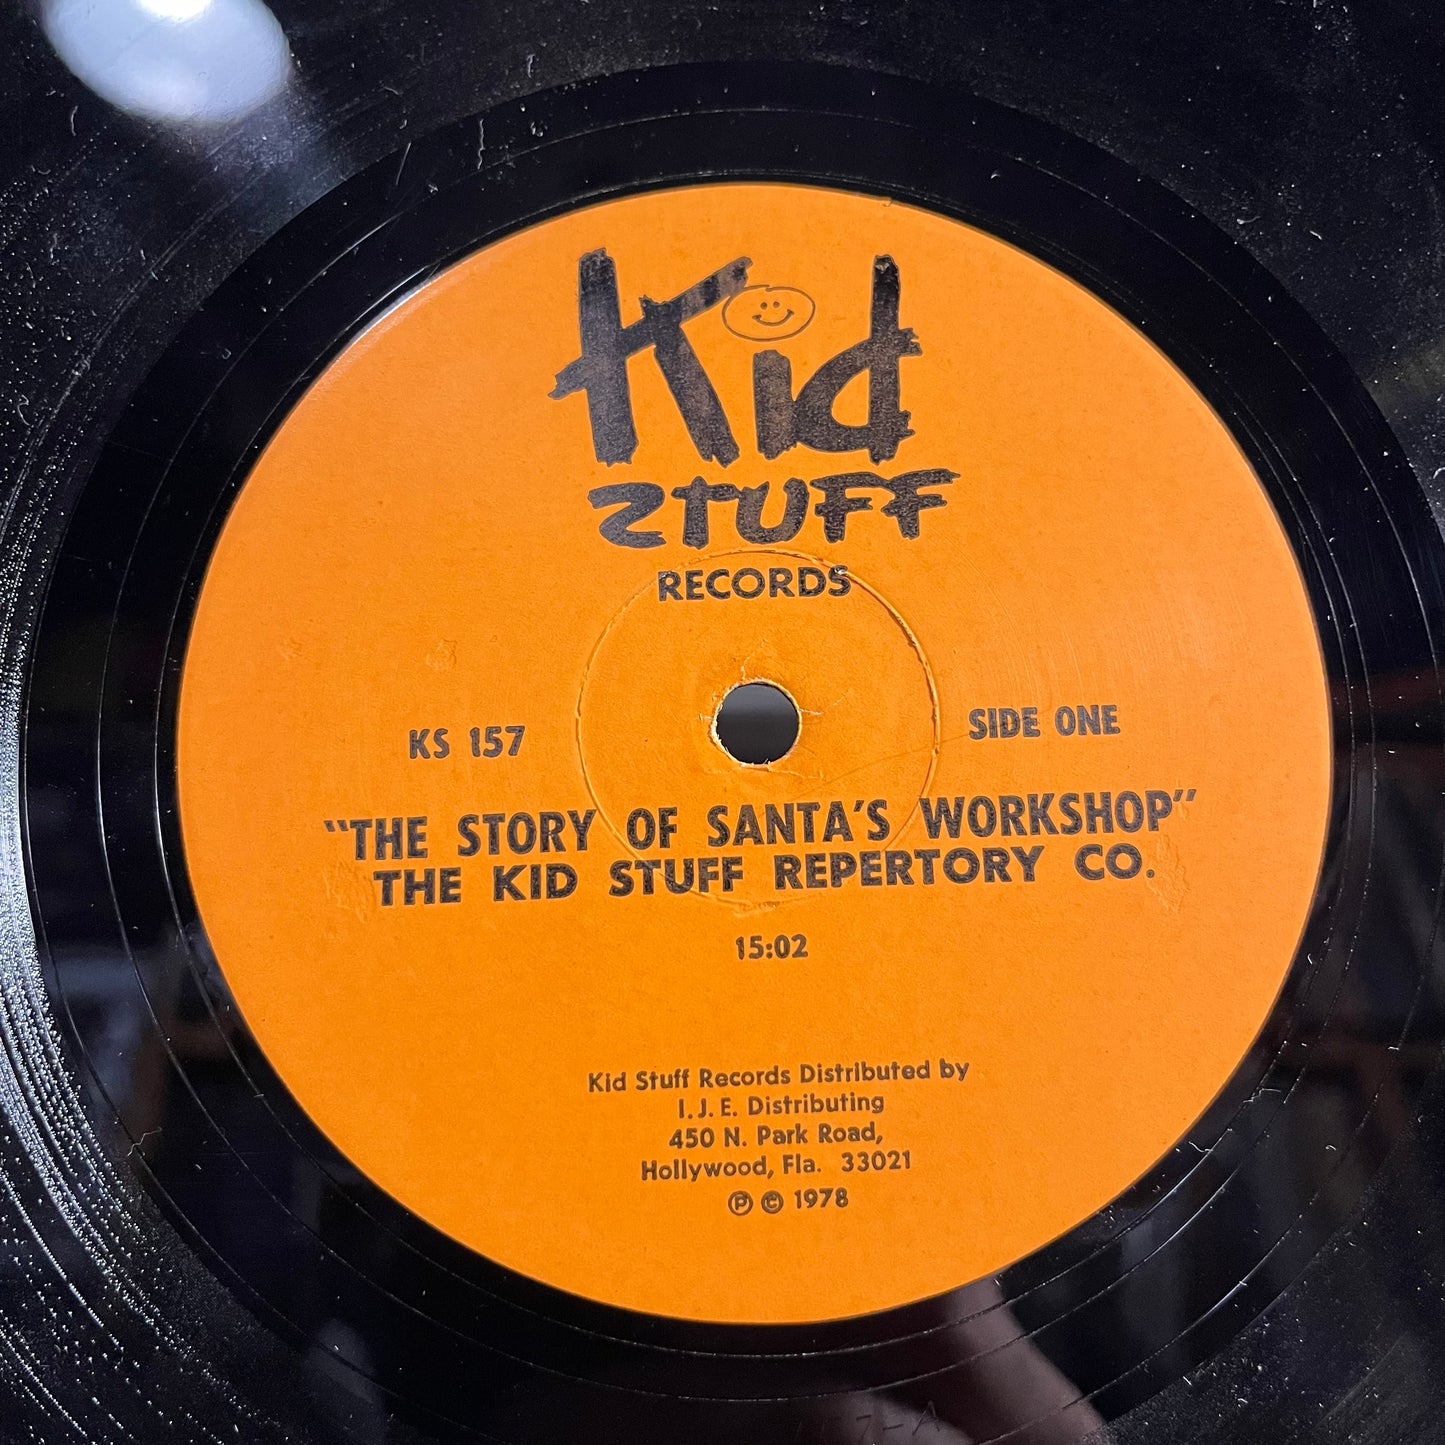 Kid
STUFF
RECORDS
KS 157
SIDE ONE
"THE STORY OF SANTA'S WORKSHOP"
THE KID STUFF REPERTORY CO.
15:02
Kid Stuff Records Distributed by
I.J.E. Distributing
450 N. Park Road,
Hollywood, Fla. 33021
℗ © 1978